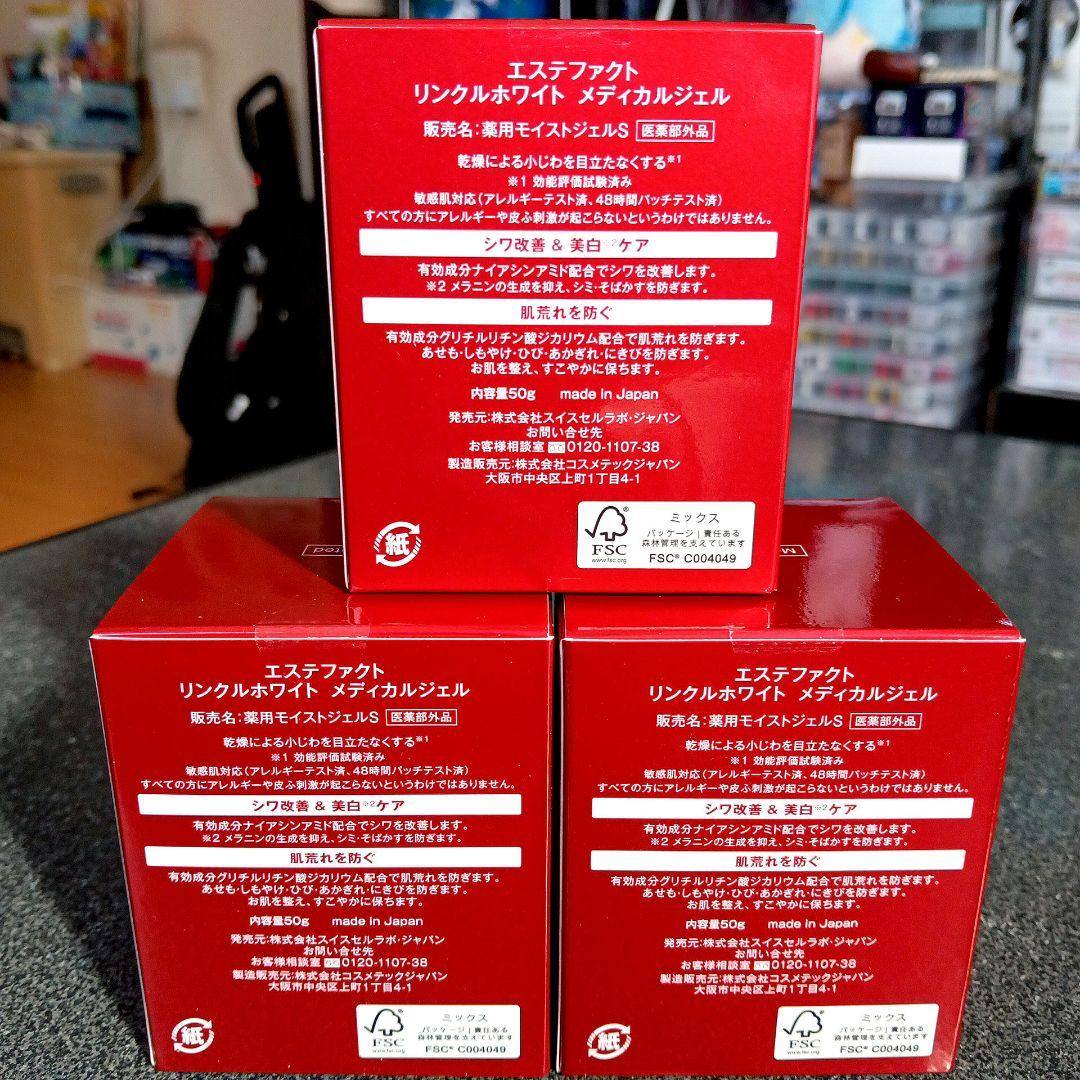 エステファクト
リンクルホワイト メディカルジェル
販売名:薬用モイストジェルS 医薬部外品
乾燥による小じわを目立たなくする※1
※1 効能評価試験済み
敏感肌対応(アレルギーテスト済、48時間パッチテスト済)
すべての方にアレルギーや皮ふ刺激が起こらないというわけではありません。
シワ改善 & 美白※2ケア
有効成分ナイアシンアミド配合でシワを改善します。
※2 メラニンの生成を抑え、シミ・そばかすを防ぎます。
肌荒れを防ぐ
有効成分グリチルリチン酸ジカリウム配合で肌荒れを防ぎます。
あせも・しもやけ・ひび・あかぎれ・にきびを防ぎます。
お肌を整え、すこやかに保ちます。
内容量50g made in Japan
発売元:株式会社スイスセルラボ・ジャパン
お問い合せ先
お客様相談室 0120-1107-38
製造販売元:株式会社コスメテックジャパン
大阪市中央区上町1丁目4-1
紙
FSC®
www.fsc.org
ミックス
パッケージ|責任ある
森林管理を支えています
FSC® C004049
エステファクト
リンクルホワイト メディカルジェル
販売名:薬用モイストジェルS 医薬部外品
乾燥による小じわを目立たなくする※1
※1 効能評価試験済み
敏感肌対応(アレルギーテスト済、48時間パッチテスト済)
すべての方にアレルギーや皮ふ刺激が起こらないというわけではありません。
シワ改善 & 美白※2ケア
有効成分ナイアシンアミド配合でシワを改善します。
※2 メラニンの生成を抑え、シミ・そばかすを防ぎます。
肌荒れを防ぐ
有効成分グリチルリチン酸ジカリウム配合で肌荒れを防ぎます。
あせも・しもやけ・ひび・あかぎれ・にきびを防ぎます。
お肌を整え、すこやかに保ちます。
内容量50g made in Japan
発売元:株式会社スイスセルラボ・ジャパン
お問い合せ先
お客様相談室 0120-1107-38
製造販売元:株式会社コスメテックジャパン
大阪市中央区上町1丁目4-1
紙
FSC®
www.fsc.org
ミックス
パッケージ|責任ある
森林管理を支えています
FSC® C004049
エステファクト
リンクルホワイト メディカルジェル
販売名:薬用モイストジェルS 医薬部外品
乾燥による小じわを目立たなくする※1
※1 効能評価試験済み
敏感肌対応(アレルギーテスト済、48時間パッチテスト済)
すべての方にアレルギーや皮ふ刺激が起こらないというわけではありません。
シワ改善 & 美白※2ケア
有効成分ナイアシンアミド配合でシワを改善します。
※2 メラニンの生成を抑え、シミ・そばかすを防ぎます。
肌荒れを防ぐ
有効成分グリチルリチン酸ジカリウム配合で肌荒れを防ぎます。
あせも・しもやけ・ひび・あかぎれ・にきびを防ぎます。
お肌を整え、すこやかに保ちます。
内容量50g made in Japan
発売元:株式会社スイスセルラボ・ジャパン
お問い合せ先
お客様相談室 0120-1107-38
製造販売元:株式会社コスメテックジャパン
大阪市中央区上町1丁目4-1
紙
FSC®
www.fsc.org
ミックス
パッケージ|責任ある
森林管理を支えています
FSC® C004049